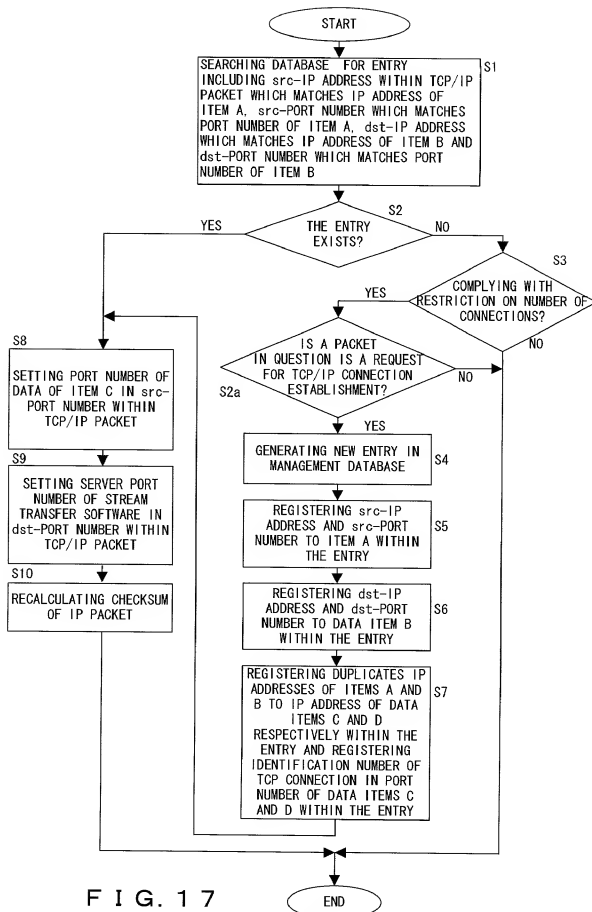 START
S1
SEARCHING DATABASE FOR ENTRY
INCLUDING src-IP ADDRESS WITHIN TCP/IP
PACKET WHICH MATCHES IP ADDRESS OF
ITEM A, src-PORT NUMBER WHICH MATCHES
PORT NUMBER OF ITEM A, dst-IP ADDRESS
WHICH MATCHES IP ADDRESS OF ITEM B AND
dst-PORT NUMBER WHICH MATCHES PORT
NUMBER OF ITEM B
S2
YES
THE ENTRY
EXISTS?
NO
S3
COMPLYING WITH
RESTRICTION ON NUMBER OF
CONNECTIONS?
YES
NO
IS A PACKET
IN QUESTION IS A REQUEST
FOR TCP/IP CONNECTION
ESTABLISHMENT?
NO
S2a
YES
S8
SETTING PORT NUMBER OF
DATA OF ITEM C IN src-
PORT NUMBER WITHIN
TCP/IP PACKET
S9
SETTING SERVER PORT
NUMBER OF STREAM
TRANSFER SOFTWARE IN
dst-PORT NUMBER WITHIN
TCP/IP PACKET
S10
RECALCULATING CHECKSUM
OF IP PACKET
GENERATING NEW ENTRY IN
MANAGEMENT DATABASE
S4
REGISTERING src-IP
ADDRESS AND src-PORT
NUMBER TO ITEM A WITHIN
THE ENTRY
S5
REGISTERING dst-IP
ADDRESS AND dst-PORT
NUMBER TO DATA ITEM B
WITHIN THE ENTRY
S6
REGISTERING DUPLICATES IP
ADDRESSES OF ITEMS A AND
B TO IP ADDRESS OF DATA
ITEMS C AND D
RESPECTIVELY WITHIN THE
ENTRY AND REGISTERING
IDENTIFICATION NUMBER OF
TCP CONNECTION IN PORT
NUMBER OF DATA ITEMS C
AND D WITHIN THE ENTRY
S7
END
FIG. 17